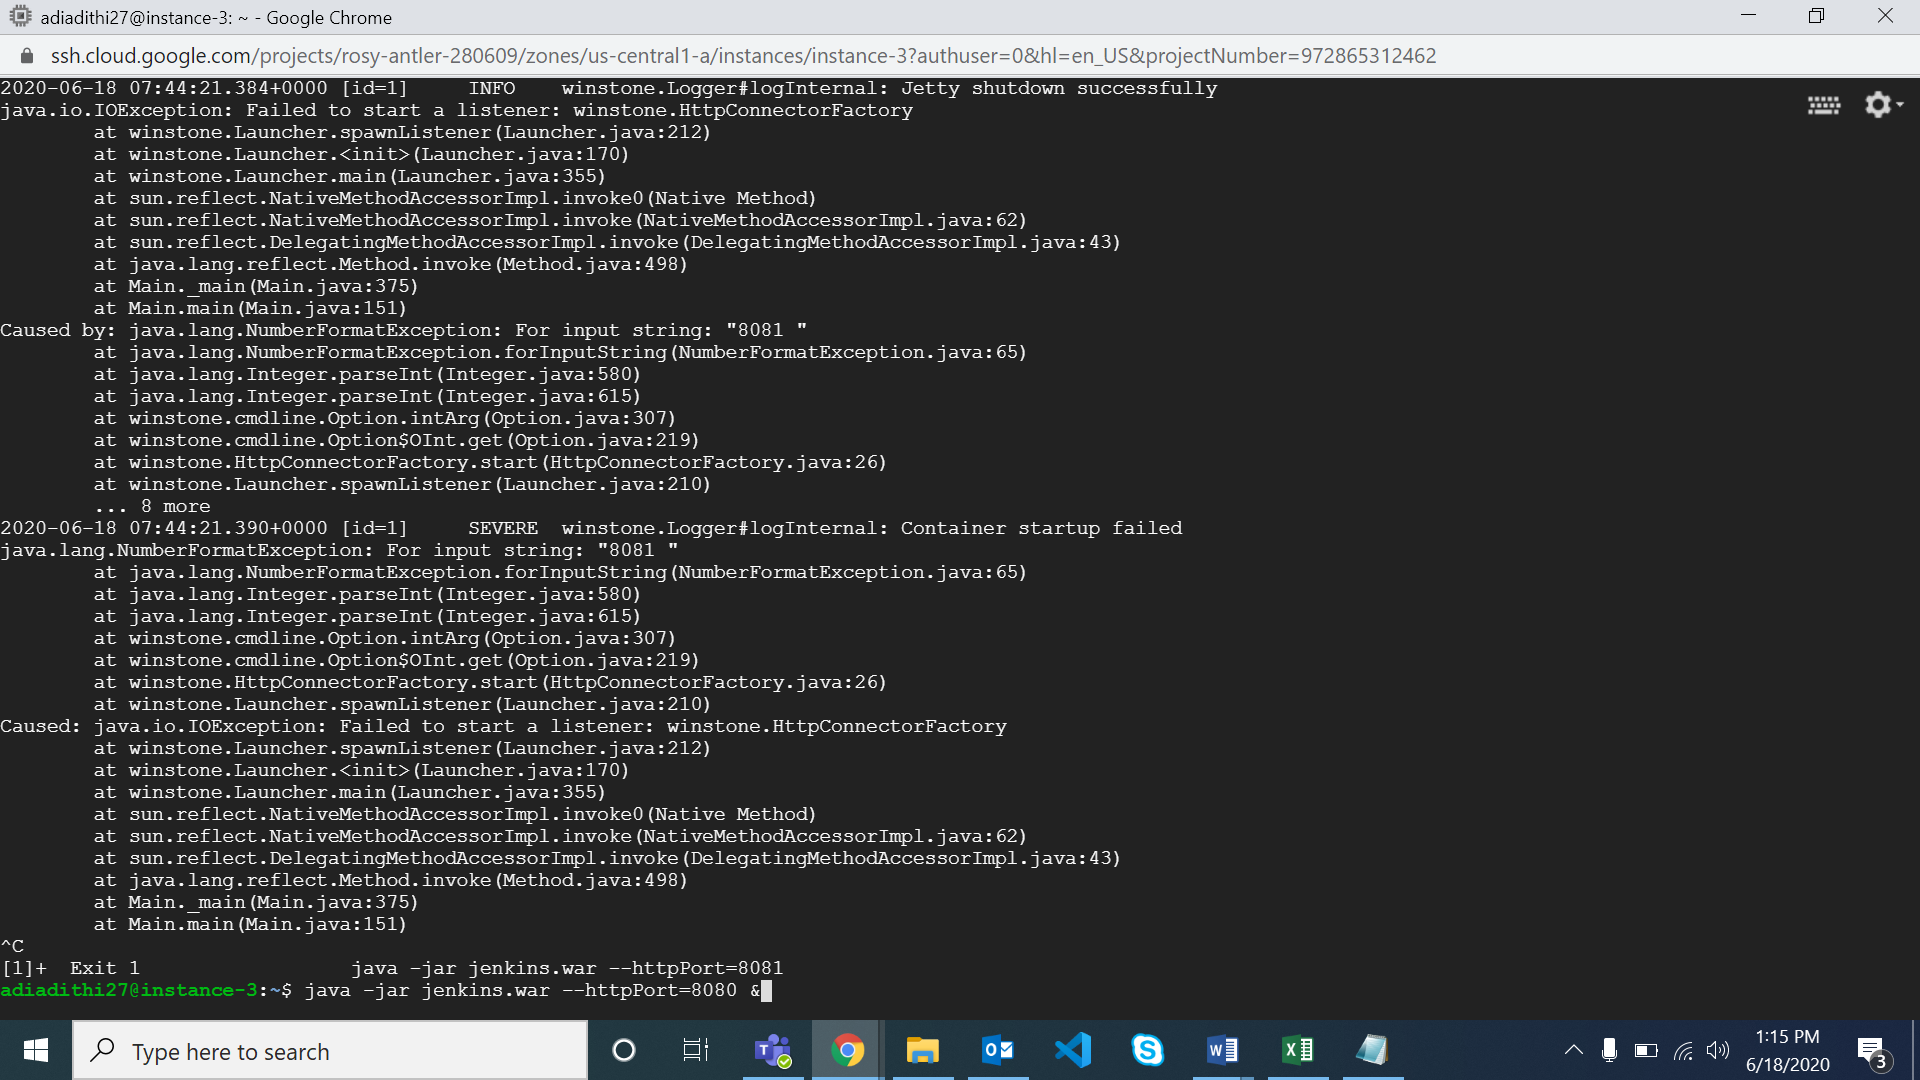 adiadithi27@instance-3: ~ - Google Chrome
ssh.cloud.google.com/projects/rosy-antler-280609/zones/us-central1-a/instances/instance-3?authuser=0&hl=en_US&projectNumber=972865312462
2020-06-18 07:44:21.384+0000 [id=1]     INFO    winstone.Logger#logInternal: Jetty shutdown successfully
java.io.IOException: Failed to start a listener: winstone.HttpConnectorFactory
        at winstone.Launcher.spawnListener(Launcher.java:212)
        at winstone.Launcher.<init>(Launcher.java:170)
        at winstone.Launcher.main(Launcher.java:355)
        at sun.reflect.NativeMethodAccessorImpl.invoke0(Native Method)
        at sun.reflect.NativeMethodAccessorImpl.invoke(NativeMethodAccessorImpl.java:62)
        at sun.reflect.DelegatingMethodAccessorImpl.invoke(DelegatingMethodAccessorImpl.java:43)
        at java.lang.reflect.Method.invoke(Method.java:498)
        at Main._main(Main.java:375)
        at Main.main(Main.java:151)
Caused by: java.lang.NumberFormatException: For input string: "8081 "
        at java.lang.NumberFormatException.forInputString(NumberFormatException.java:65)
        at java.lang.Integer.parseInt(Integer.java:580)
        at java.lang.Integer.parseInt(Integer.java:615)
        at winstone.cmdline.Option.intArg(Option.java:307)
        at winstone.cmdline.Option$OInt.get(Option.java:219)
        at winstone.HttpConnectorFactory.start(HttpConnectorFactory.java:26)
        at winstone.Launcher.spawnListener(Launcher.java:210)
        ... 8 more
2020-06-18 07:44:21.390+0000 [id=1]     SEVERE  winstone.Logger#logInternal: Container startup failed
java.lang.NumberFormatException: For input string: "8081 "
        at java.lang.NumberFormatException.forInputString(NumberFormatException.java:65)
        at java.lang.Integer.parseInt(Integer.java:580)
        at java.lang.Integer.parseInt(Integer.java:615)
        at winstone.cmdline.Option.intArg(Option.java:307)
        at winstone.cmdline.Option$OInt.get(Option.java:219)
        at winstone.HttpConnectorFactory.start(HttpConnectorFactory.java:26)
        at winstone.Launcher.spawnListener(Launcher.java:210)
Caused: java.io.IOException: Failed to start a listener: winstone.HttpConnectorFactory
        at winstone.Launcher.spawnListener(Launcher.java:212)
        at winstone.Launcher.<init>(Launcher.java:170)
        at winstone.Launcher.main(Launcher.java:355)
        at sun.reflect.NativeMethodAccessorImpl.invoke0(Native Method)
        at sun.reflect.NativeMethodAccessorImpl.invoke(NativeMethodAccessorImpl.java:62)
        at sun.reflect.DelegatingMethodAccessorImpl.invoke(DelegatingMethodAccessorImpl.java:43)
        at java.lang.reflect.Method.invoke(Method.java:498)
        at Main._main(Main.java:375)
        at Main.main(Main.java:151)
^C
[1]+  Exit 1                  java -jar jenkins.war --httpPort=8081
adiadithi27@instance-3:~$ java -jar jenkins.war --httpPort=8080 &
Type here to search
1:15 PM
6/18/2020
3